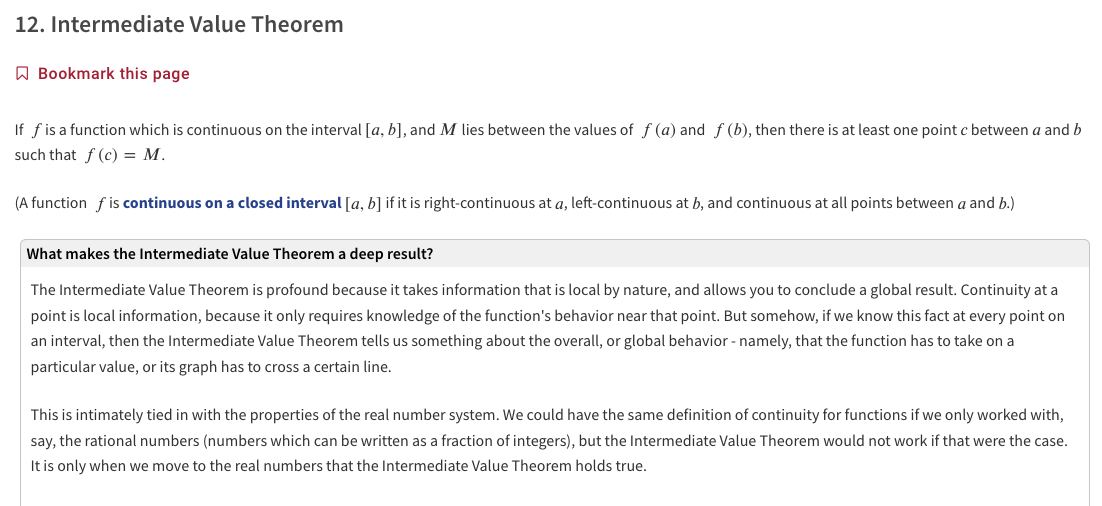 12. Intermediate Value Theorem
Bookmark this page
If f is a function which is continuous on the interval [a, b], and M lies between the values of f (a) and f (b), then there is at least one point c between a and b
such that f (c) = M.
(A function f is continuous on a closed interval [a, b] if it is right-continuous at a, left-continuous at b, and continuous at all points between a and b.)
What makes the Intermediate Value Theorem a deep result?
The Intermediate Value Theorem is profound because it takes information that is local by nature, and allows you to conclude a global result. Continuity at a
point is local information, because it only requires knowledge of the function's behavior near that point. But somehow, if we know this fact at every point on
an interval, then the Intermediate Value Theorem tells us something about the overall, or global behavior - namely, that the function has to take on a
particular value, or its graph has to cross a certain line.
This is intimately tied in with the properties of the real number system. We could have the same definition of continuity for functions if we only worked with,
say, the rational numbers (numbers which can be written as a fraction of integers), but the Intermediate Value Theorem would not work if that were the case.
It is only when we move to the real numbers that the Intermediate Value Theorem holds true.